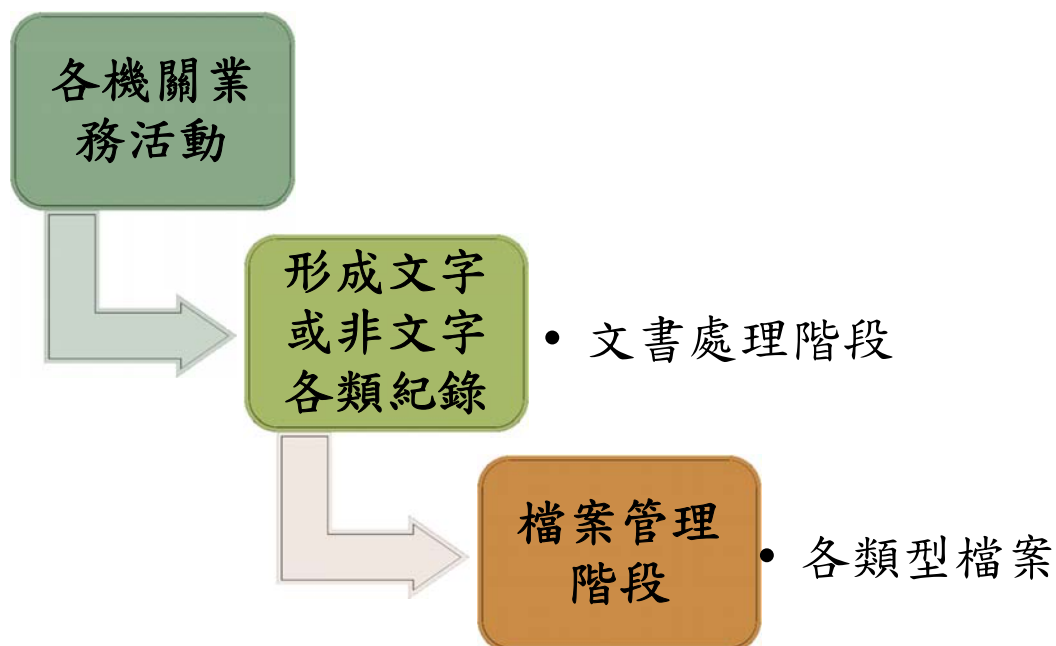 各機關業
務活動
形成文字
或非文字
各類紀錄
• 文書處理階段
檔案管理
階段
• 各類型檔案